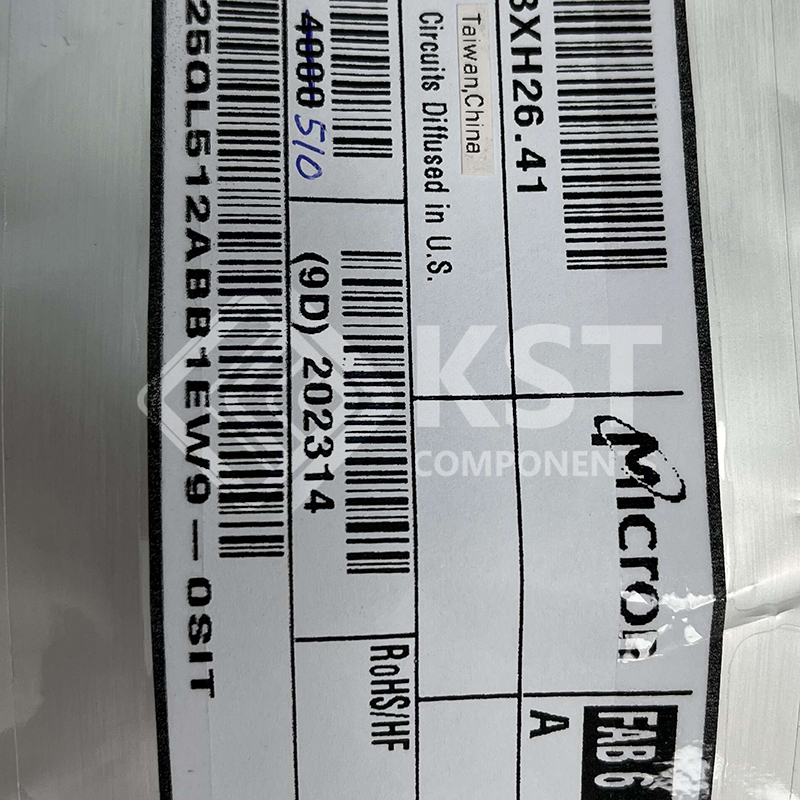 3XH26.41
MICRON
FAB 6
A
Taiwan,China
Circuits Diffused in U.S.
4000 510
(9D) 202314
RoHS/HF
25QL512ABB1EW9-0SIT
KST
COMPONENT